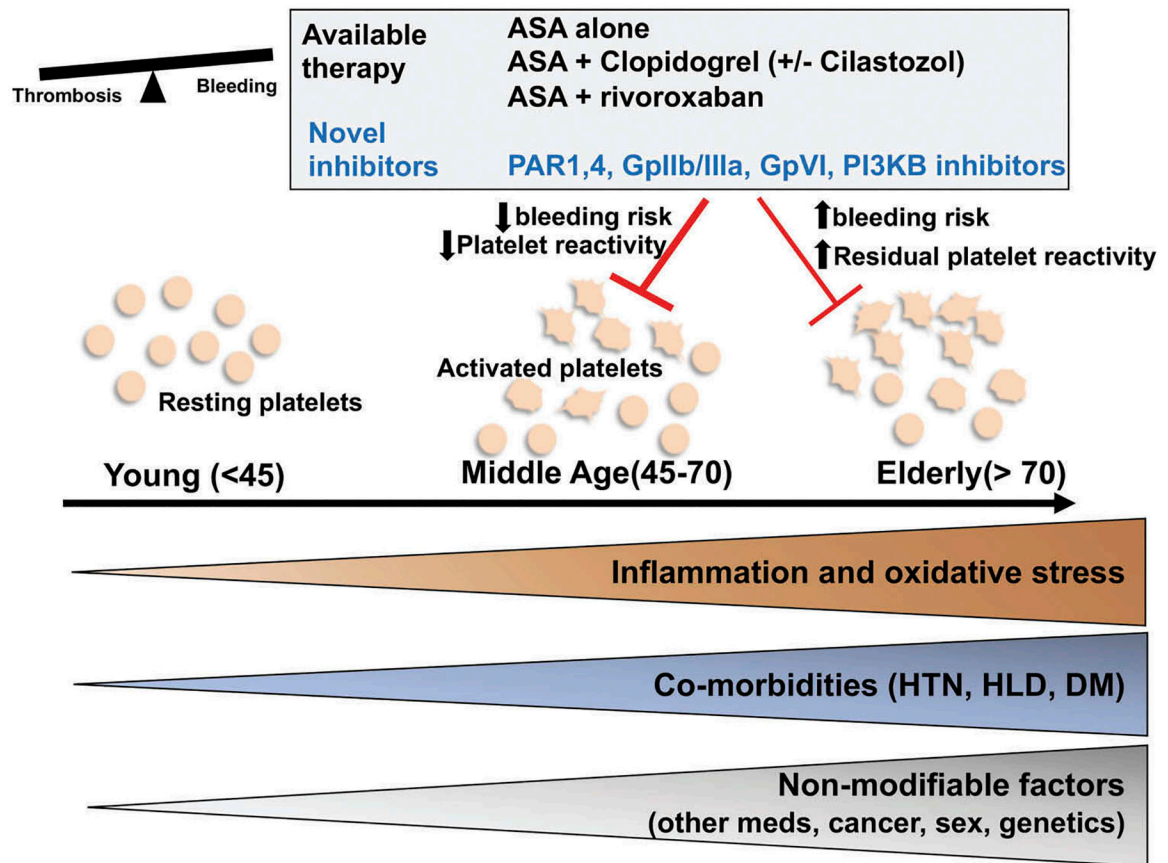 Thrombosis
Bleeding
Available
therapy
ASA alone
ASA + Clopidogrel (+/- Cilastozol)
ASA + rivoroxaban
Novel
inhibitors
PAR1,4, GpIIb/IIIa, GpVI, PI3KB inhibitors
⬇bleeding risk
⬇Platelet reactivity
⬆bleeding risk
⬆Residual platelet reactivity
Resting platelets
Activated platelets
Young (<45)
Middle Age(45-70)
Elderly(> 70)
Inflammation and oxidative stress
Co-morbidities (HTN, HLD, DM)
Non-modifiable factors
(other meds, cancer, sex, genetics)